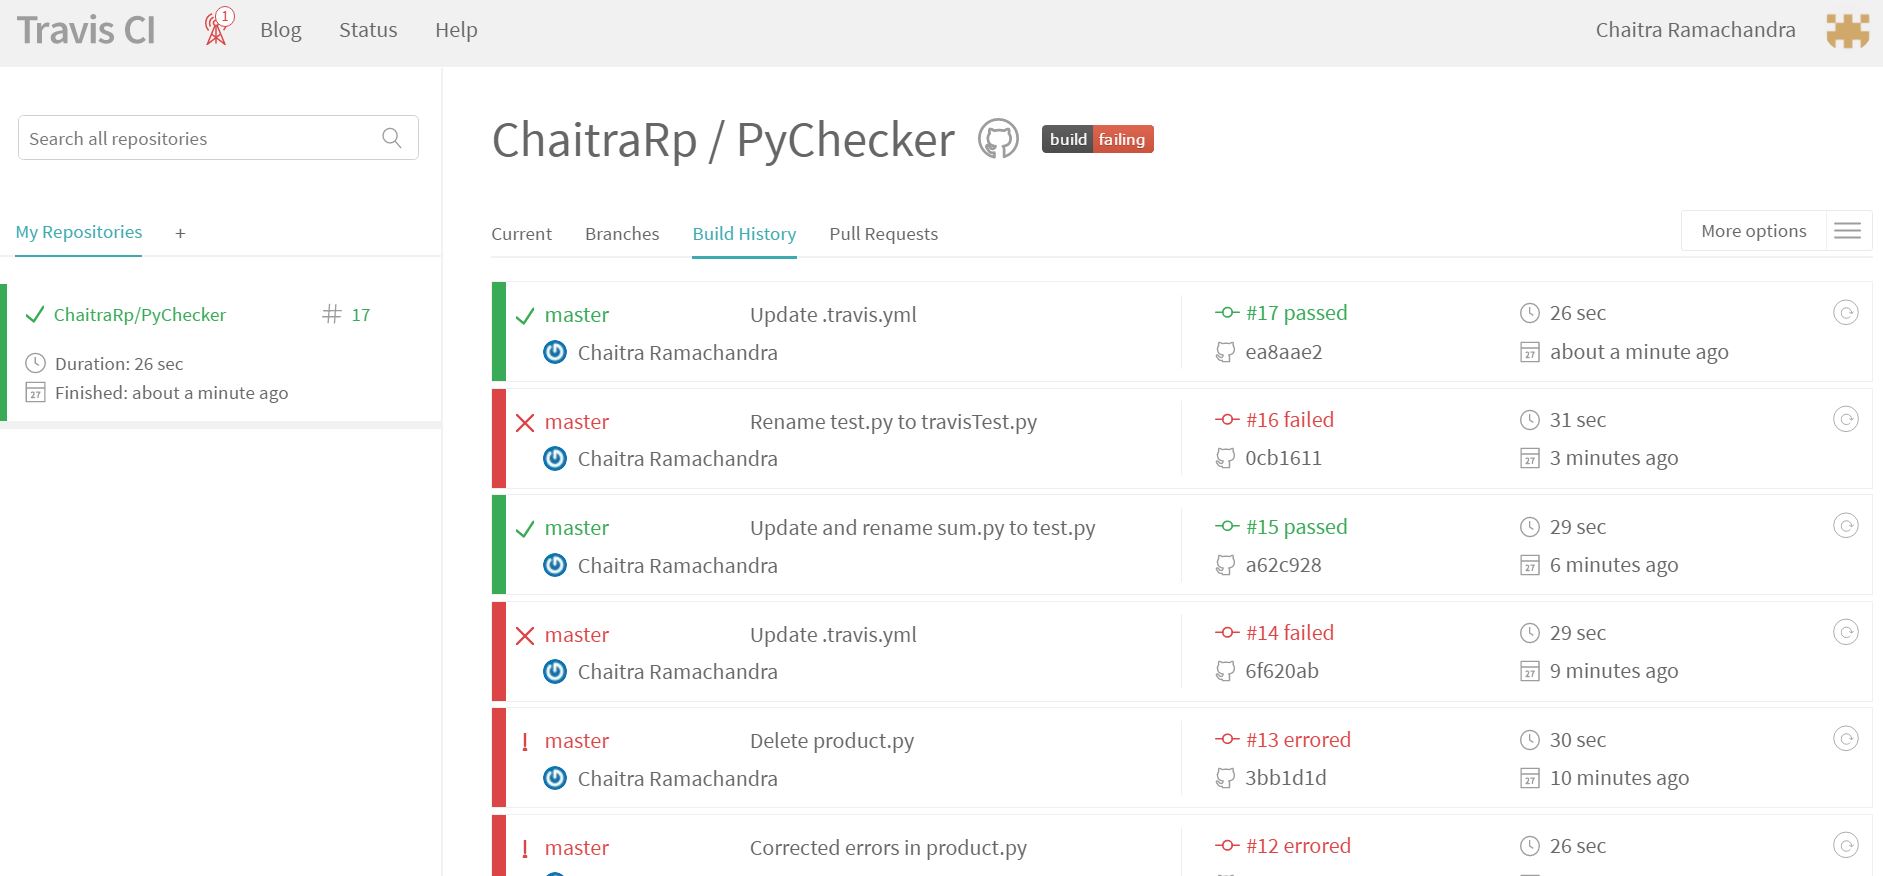 Travis CI
1
Blog
Status
Help
Chaitra Ramachandra
Search all repositories
My Repositories +
ChaitraRp/PyChecker # 17
Duration: 26 sec
27 Finished: about a minute ago
ChaitraRp / PyChecker build failing
Current Branches Build History Pull Requests
More options
master Update .travis.yml #17 passed 26 sec
Chaitra Ramachandra ea8aae2 27 about a minute ago
master Rename test.py to travisTest.py #16 failed 31 sec
Chaitra Ramachandra 0cb1611 27 3 minutes ago
master Update and rename sum.py to test.py #15 passed 29 sec
Chaitra Ramachandra a62c928 27 6 minutes ago
master Update .travis.yml #14 failed 29 sec
Chaitra Ramachandra 6f620ab 27 9 minutes ago
! master Delete product.py #13 errored 30 sec
Chaitra Ramachandra 3bb1d1d 27 10 minutes ago
! master Corrected errors in product.py #12 errored 26 sec